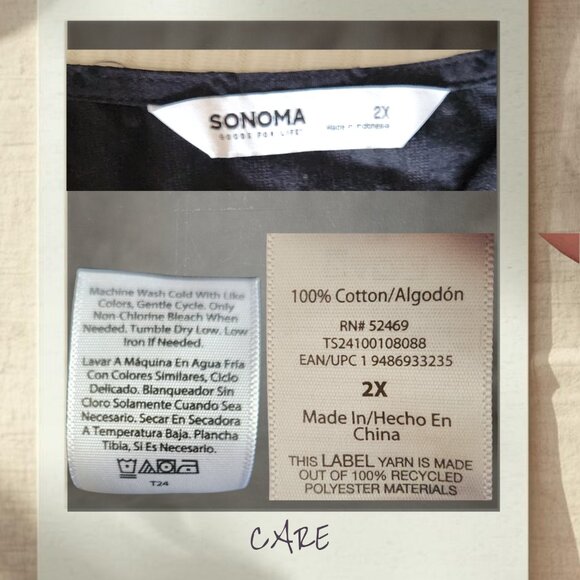 SONOMA
GOODS FOR LIFE
2X
Made in Indonesia
Machine Wash Cold With Like
Colors, Gentle Cycle. Only
Non-Chlorine Bleach When
Needed. Tumble Dry Low. Low
Iron If Needed.
Lavar A Máquina En Agua Fría
Con Colores Similares, Ciclo
Delicado. Blanqueador Sin
Cloro Solamente Cuando Sea
Necesario. Secar En Secadora
A Temperatura Baja. Plancha
Tibia, Si Es Necesario.
T24
100% Cotton/Algodón
RN# 52469
TS24100108088
EAN/UPC 1 9486933235
2X
Made In/Hecho En
China
THIS LABEL YARN IS MADE
OUT OF 100% RECYCLED
POLYESTER MATERIALS
CARE